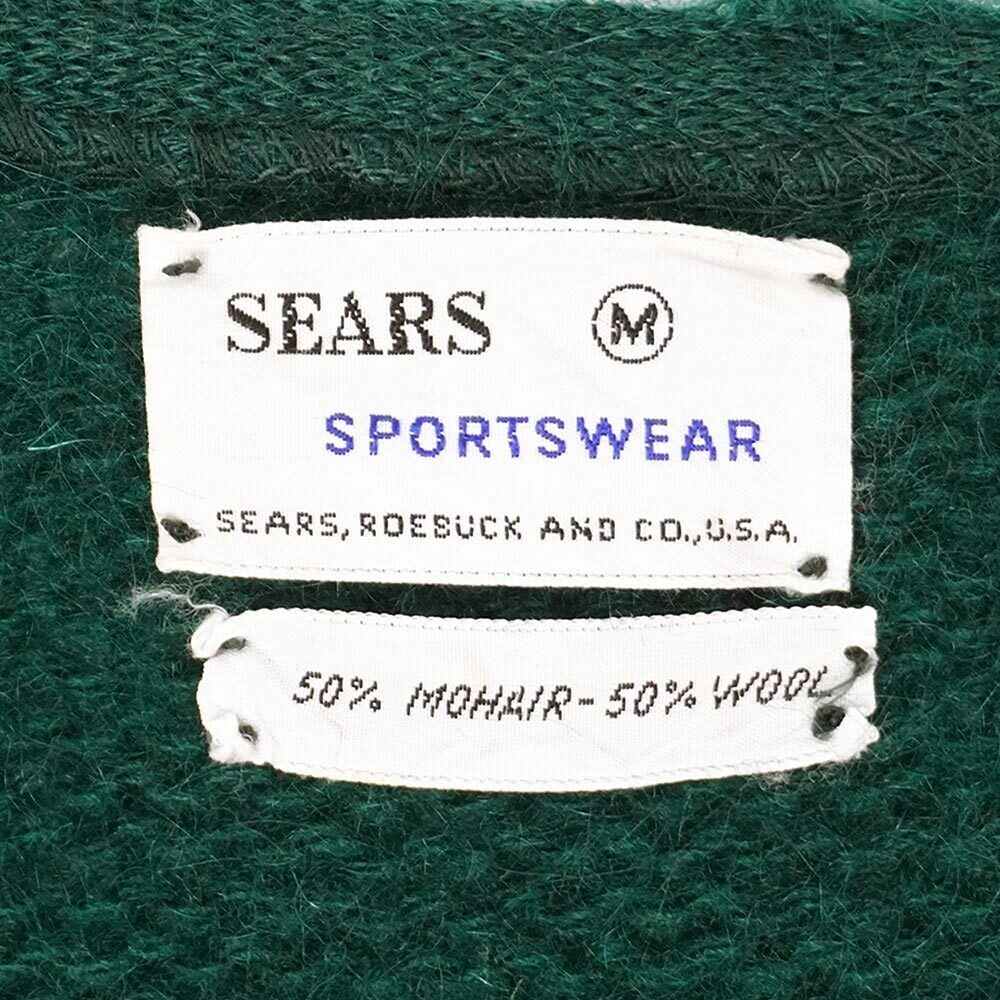 SEARS M
SPORTSWEAR
SEARS, ROEBUCK AND CO., U.S.A.
50% MOHAIR-50% WOOL